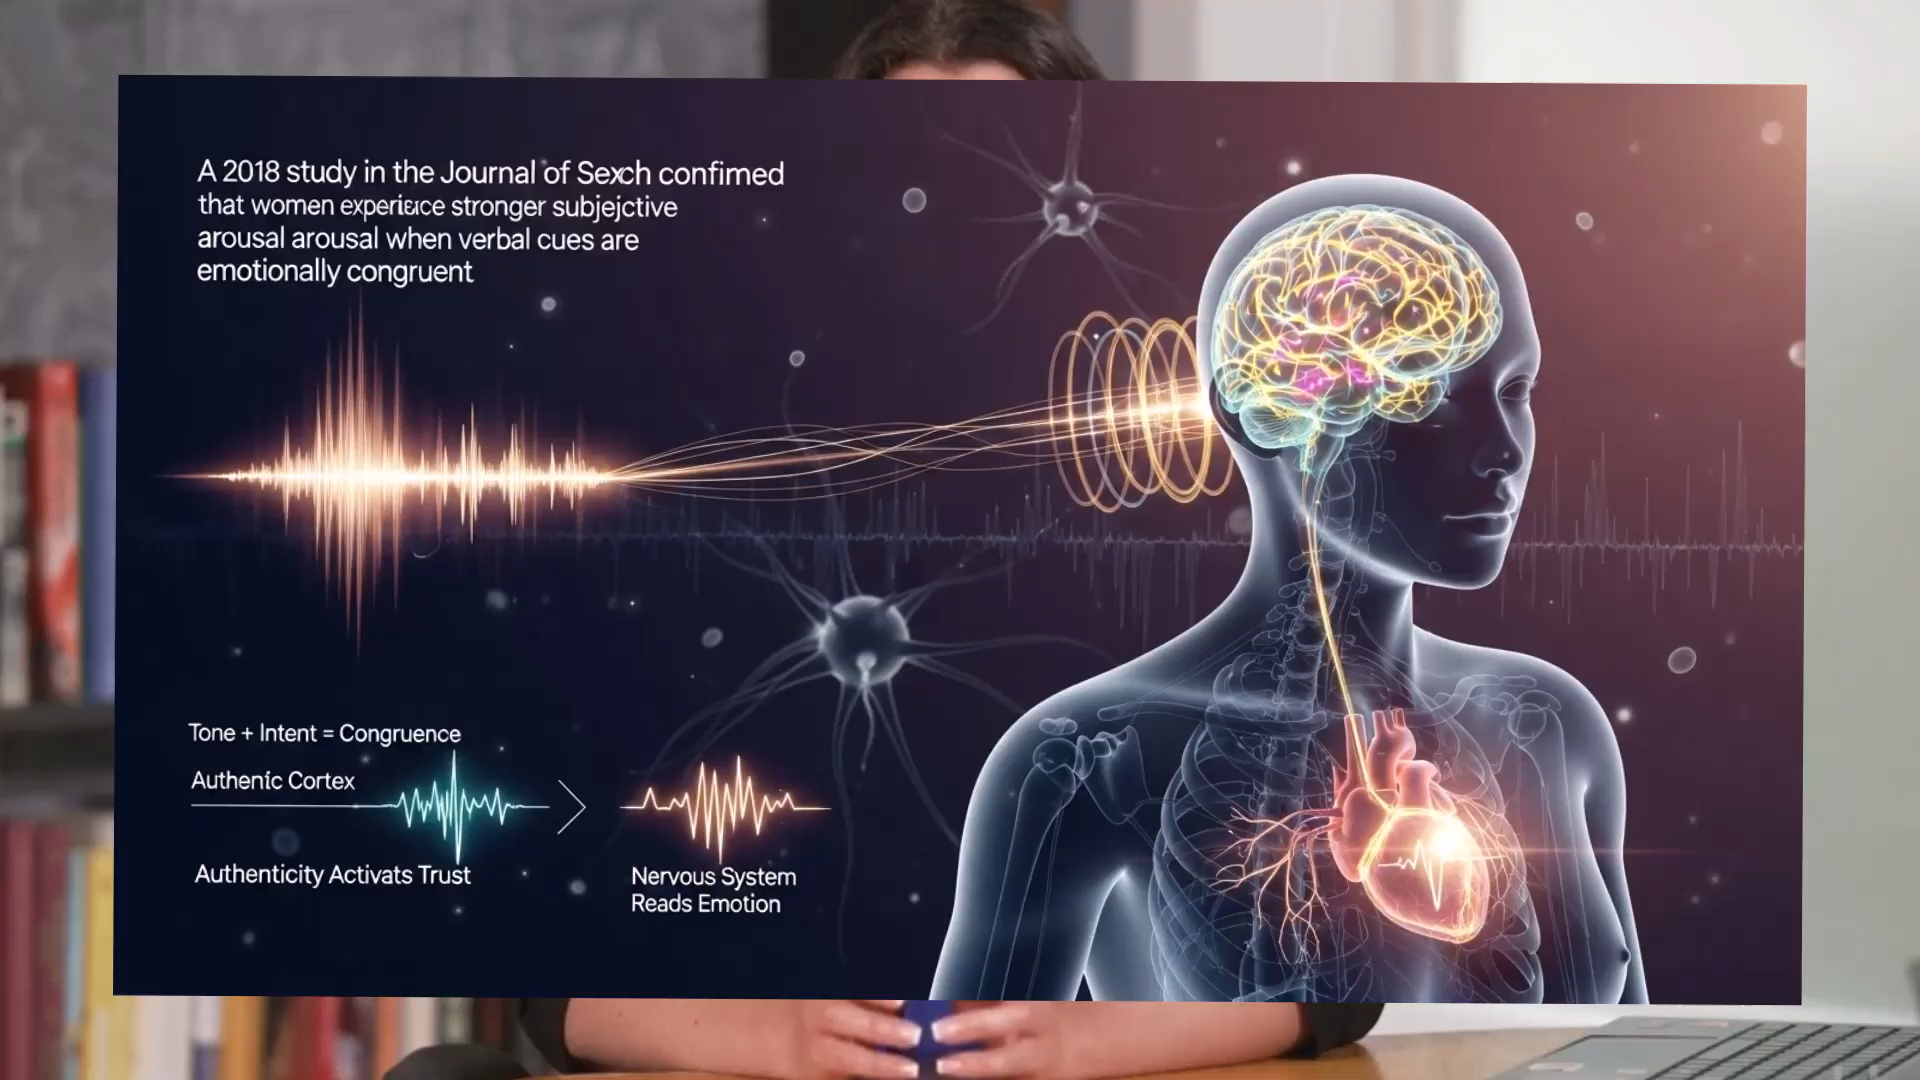 A 2018 study in the Journal of Sexch confimed
that women experiɛɩce stronger subjejctive
arousal arousal when verbal cues are
emotionally congruent
Tone + Intent = Congruence
Authenic Cortex
Authenticity Activats Trust
Nervous System
Reads Emotion